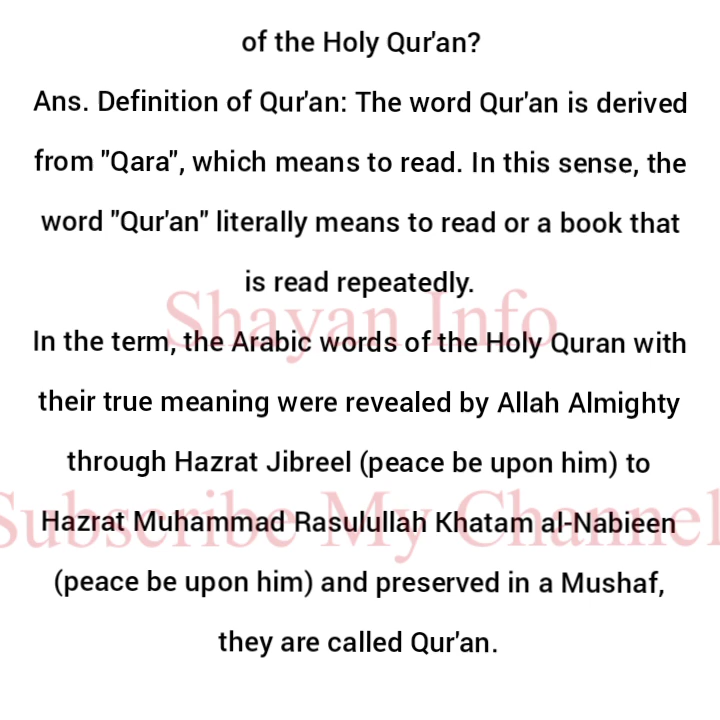 of the Holy Qur'an?
Ans. Definition of Qur'an: The word Qur'an is derived
from "Qara", which means to read. In this sense, the
word "Qur'an" literally means to read or a book that
is read repeatedly.
Shayan Info
In the term, the Arabic words of the Holy Quran with
their true meaning were revealed by Allah Almighty
through Hazrat Jibreel (peace be upon him) to
Subscribe My Channel
Hazrat Muhammad Rasulullah Khatam al-Nabieen
(peace be upon him) and preserved in a Mushaf,
they are called Qur'an.